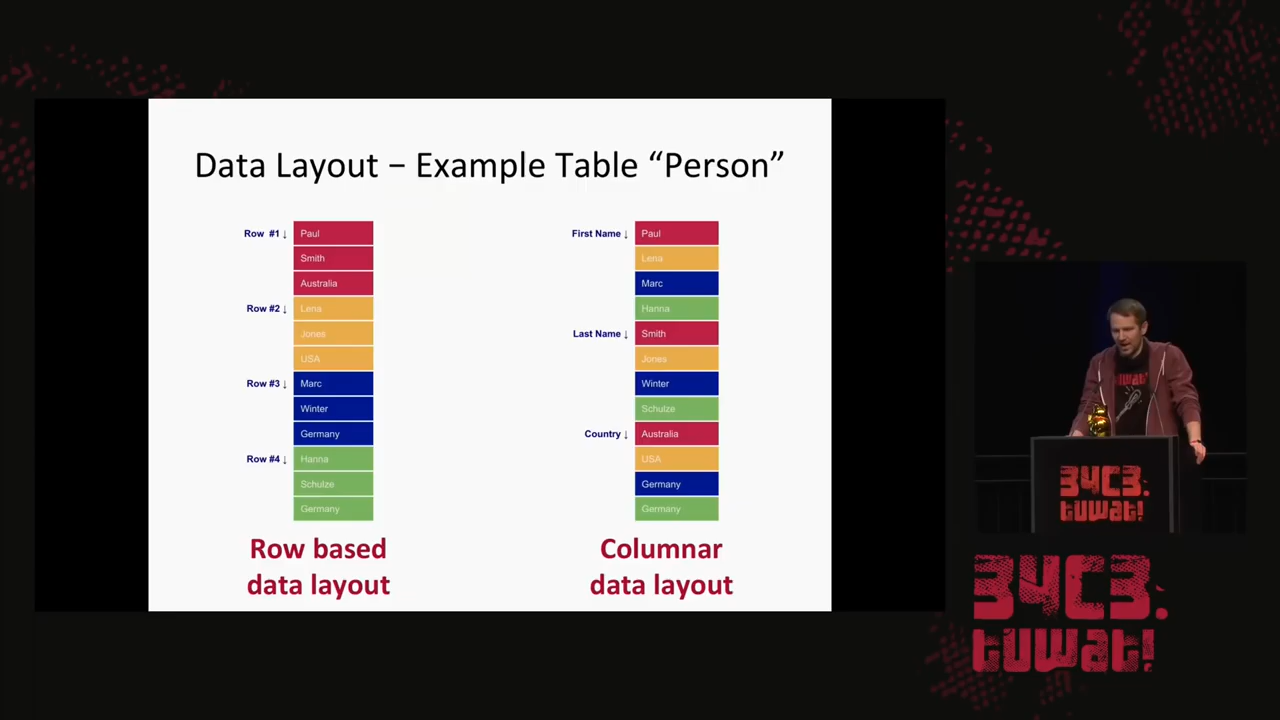 Data Layout – Example Table “Person”
Row #1 ↓ Paul
Smith
Australia
Row #2 ↓ Lena
Jones
USA
Row #3 ↓ Marc
Winter
Germany
Row #4 ↓ Hanna
Schulze
Germany
Row based
data layout
First Name ↓ Paul
Lena
Marc
Hanna
Last Name ↓ Smith
Jones
Winter
Schulze
Country ↓ Australia
USA
Germany
Germany
Columnar
data layout
tuwat!
34C3.
tuwat!
34C3.
tuwat!